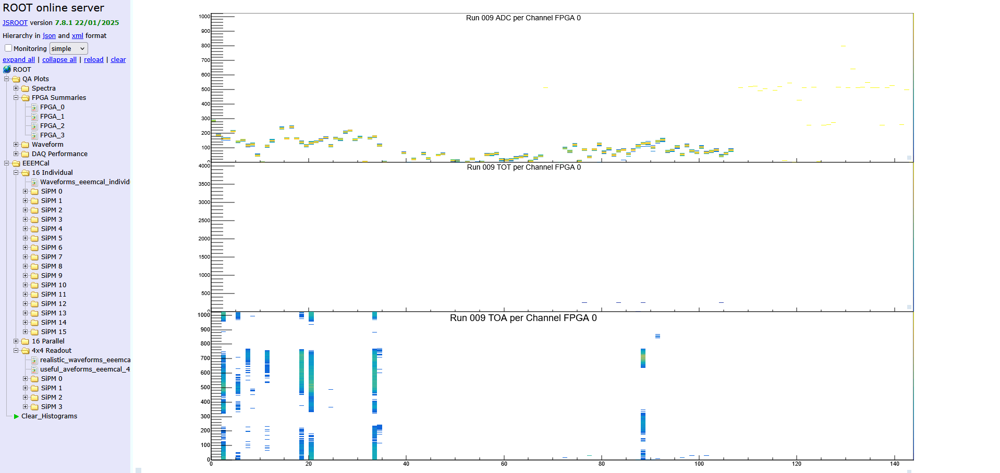 ROOT online server
JSROOT version 7.8.1 22/01/2025
Hierarchy in json and xml format
Monitoring simple
expand all | collapse all | reload | clear
ROOT
QA Plots
Spectra
FPGA Summaries
FPGA_0
FPGA_1
FPGA_2
FPGA_3
Waveform
DAQ Performance
EEEMCal
16 Individual
Waveforms_eeemcal_individ
SiPM 0
SiPM 1
SiPM 2
SiPM 3
SiPM 4
SiPM 5
SiPM 6
SiPM 7
SiPM 8
SiPM 9
SiPM 10
SiPM 11
SiPM 12
SiPM 13
SiPM 14
SiPM 15
16 Parallel
4x4 Readout
realistic_waveforms_eeemca
useful_aveforms_eeemcal_4
SiPM 0
SiPM 1
SiPM 2
SiPM 3
Clear_Histograms
Run 009 ADC per Channel FPGA 0
1000
900
800
700
600
500
400
300
200
100
0
Run 009 TOT per Channel FPGA 0
4000
3500
3000
2500
2000
1500
1000
500
0
Run 009 TOA per Channel FPGA 0
1000
900
800
700
600
500
400
300
200
100
0
0 20 40 60 80 100 120 140